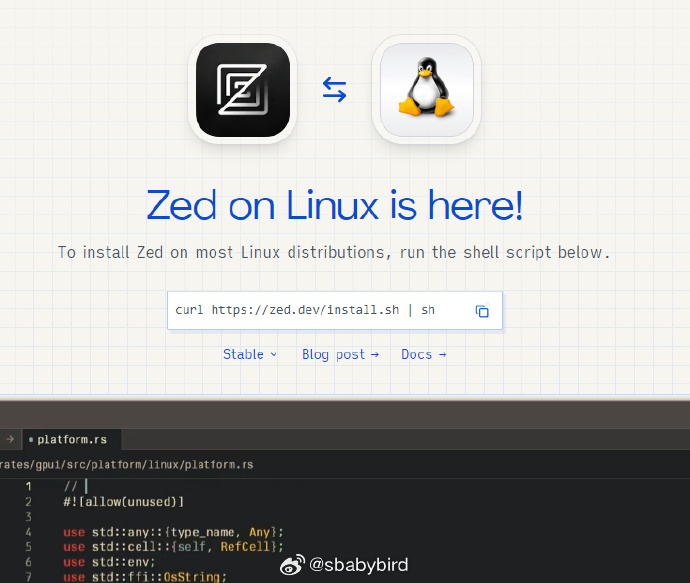 Zed on Linux is here!
To install Zed on most Linux distributions, run the shell script below.
curl https://zed.dev/install.sh | sh
Stable Blog post → Docs →
→ • platform.rs
rates/gpui/src/platform/linux/platform.rs
1 //
2 #![allow(unused)]
3
4 use std::any::{type_name, Any};
5 use std::cell::{self, RefCell};
6 use std::env;
7 use std::ffi::OsString;
@sbabybird